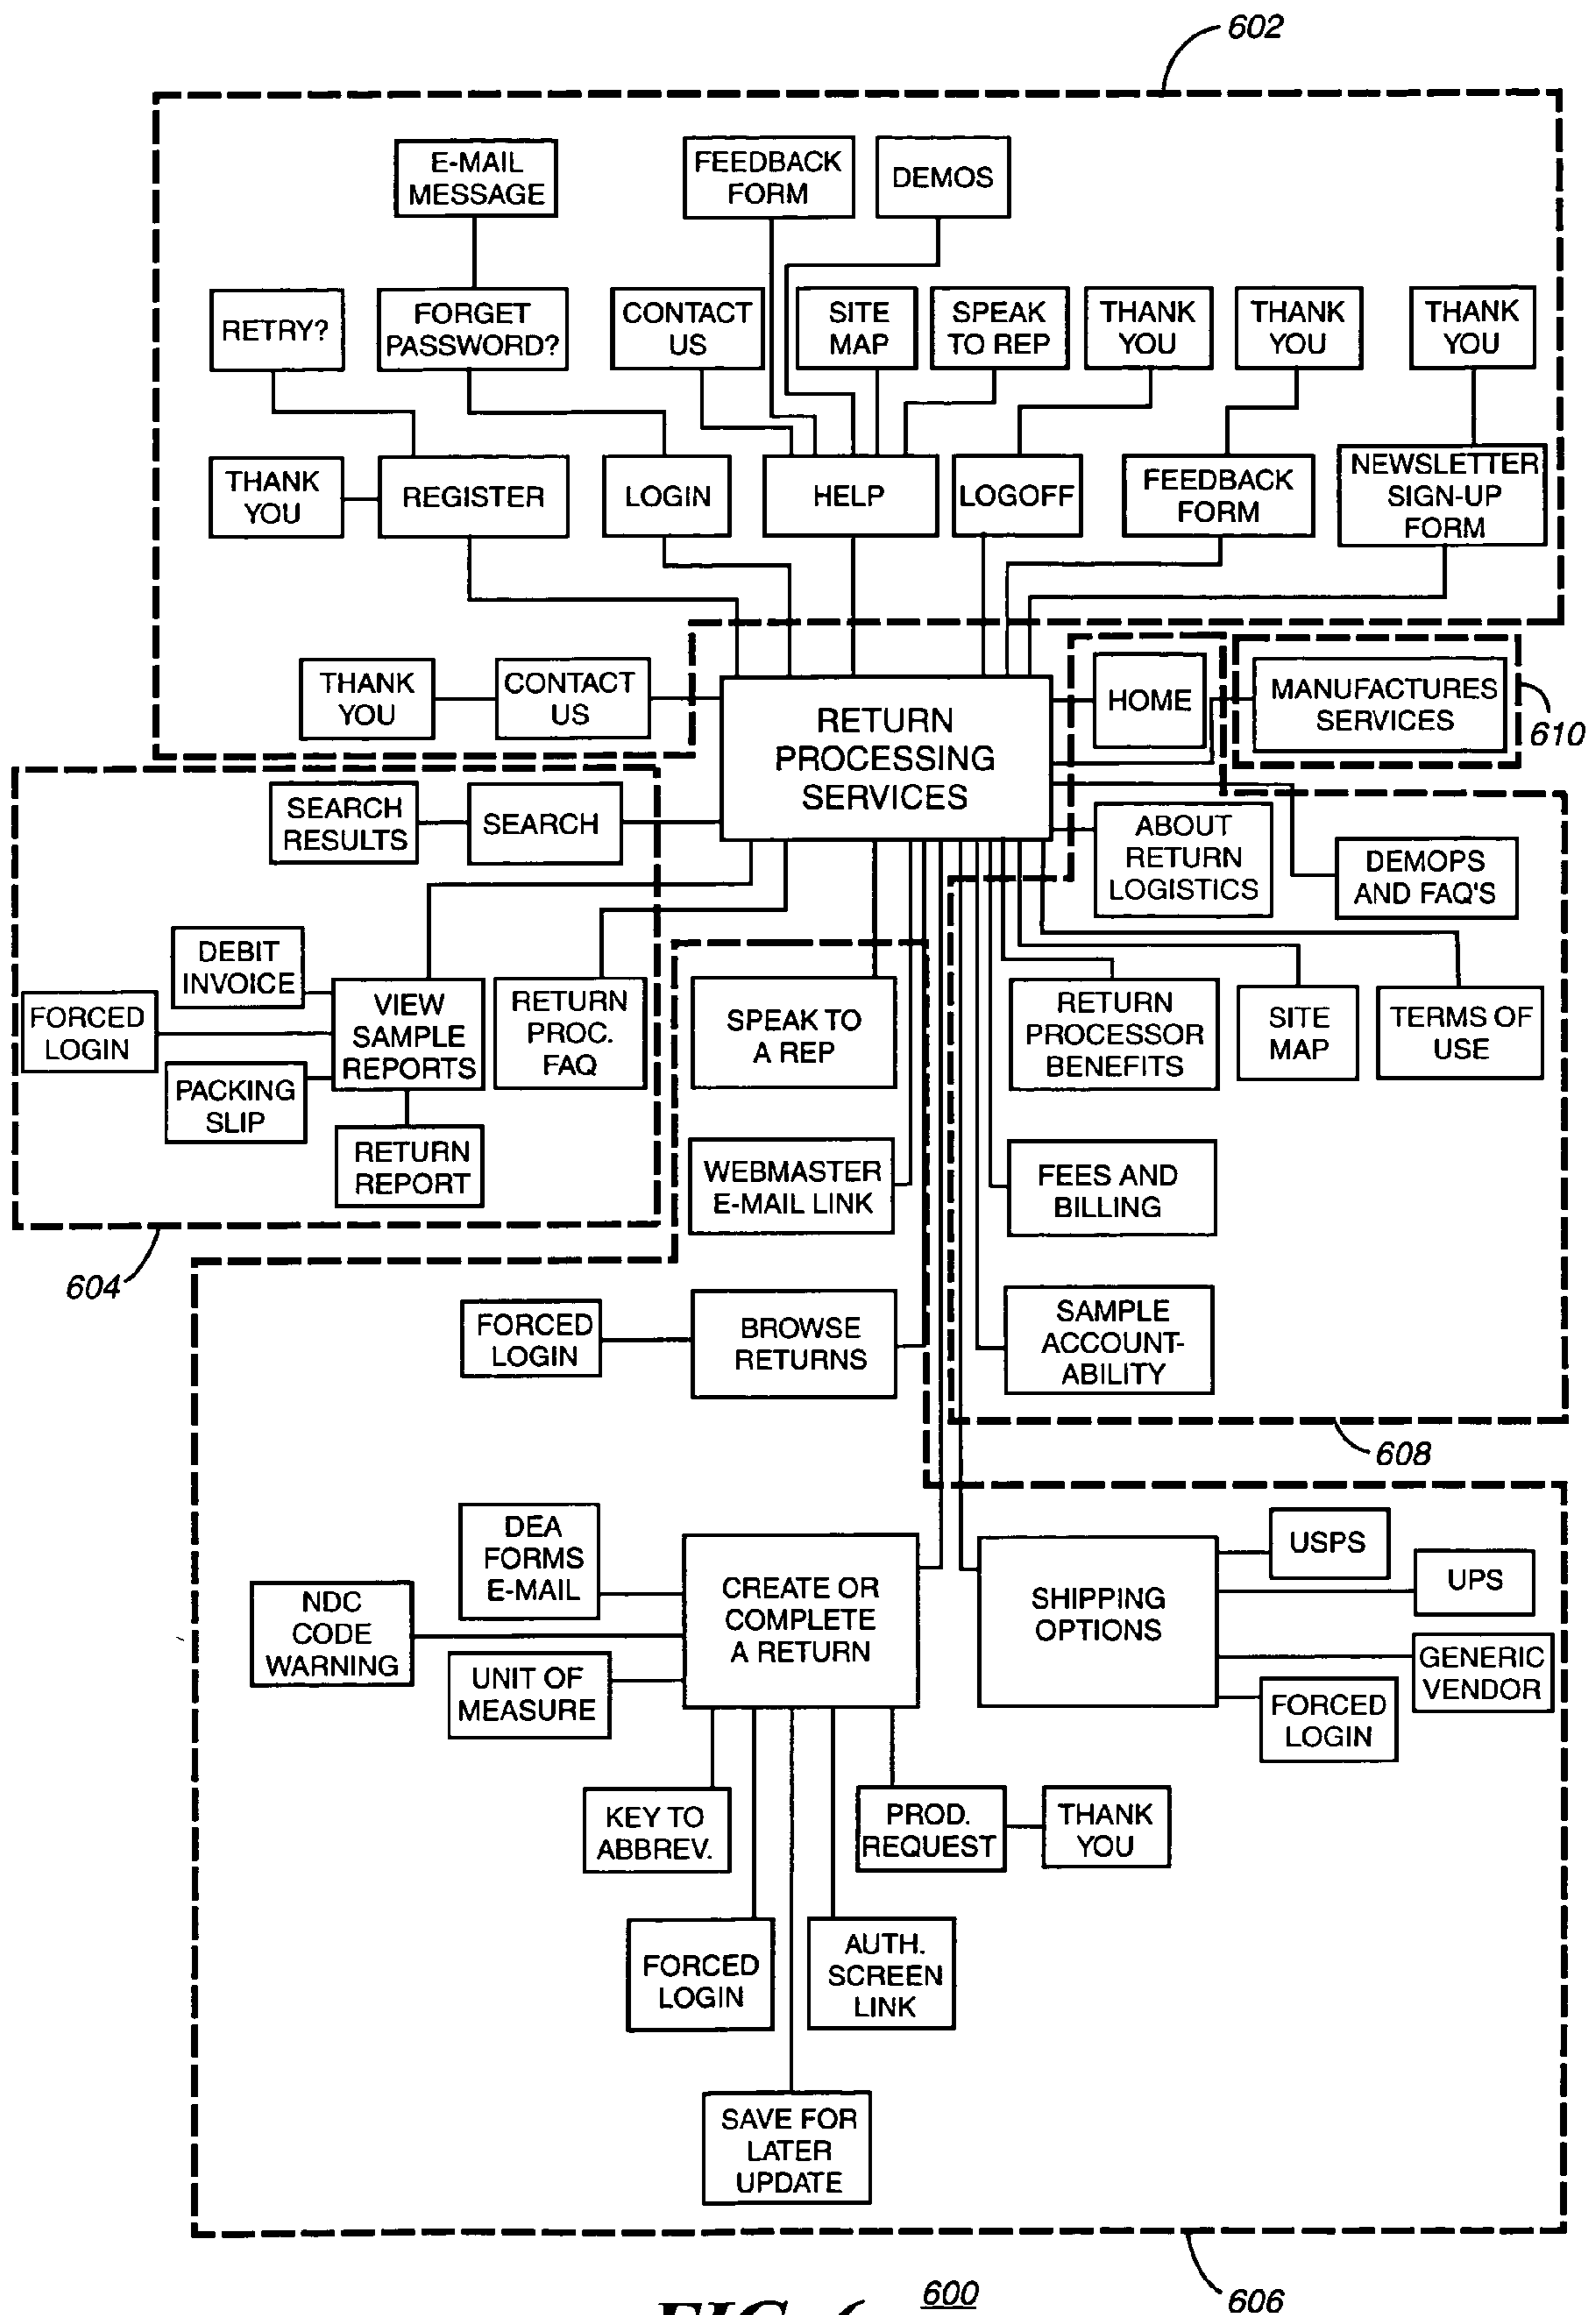 602
E-MAIL
MESSAGE
FEEDBACK
FORM
DEMOS
RETRY?
FORGET
PASSWORD?
CONTACT
US
SITE
MAP
SPEAK
TO REP
THANK
YOU
THANK
YOU
THANK
YOU
THANK
YOU
REGISTER
LOGIN
HELP
LOGOFF
FEEDBACK
FORM
NEWSLETTER
SIGN-UP
FORM
THANK
YOU
CONTACT
US
RETURN
PROCESSING
SERVICES
HOME
MANUFACTURES
SERVICES
610
SEARCH
RESULTS
SEARCH
ABOUT
RETURN
LOGISTICS
DEMOPS
AND FAQ'S
DEBIT
INVOICE
FORCED
LOGIN
VIEW
SAMPLE
REPORTS
RETURN
PROC.
FAQ
PACKING
SLIP
RETURN
REPORT
604
SPEAK TO
A REP
RETURN
PROCESSOR
BENEFITS
SITE
MAP
TERMS OF
USE
WEBMASTER
E-MAIL LINK
FEES AND
BILLING
FORCED
LOGIN
BROWSE
RETURNS
SAMPLE
ACCOUNT-
ABILITY
608
DEA
FORMS
E-MAIL
NDC
CODE
WARNING
UNIT OF
MEASURE
CREATE OR
COMPLETE
A RETURN
SHIPPING
OPTIONS
USPS
UPS
GENERIC
VENDOR
FORCED
LOGIN
KEY TO
ABBREV.
PROD.
REQUEST
THANK
YOU
FORCED
LOGIN
AUTH.
SCREEN
LINK
SAVE FOR
LATER
UPDATE
600
606